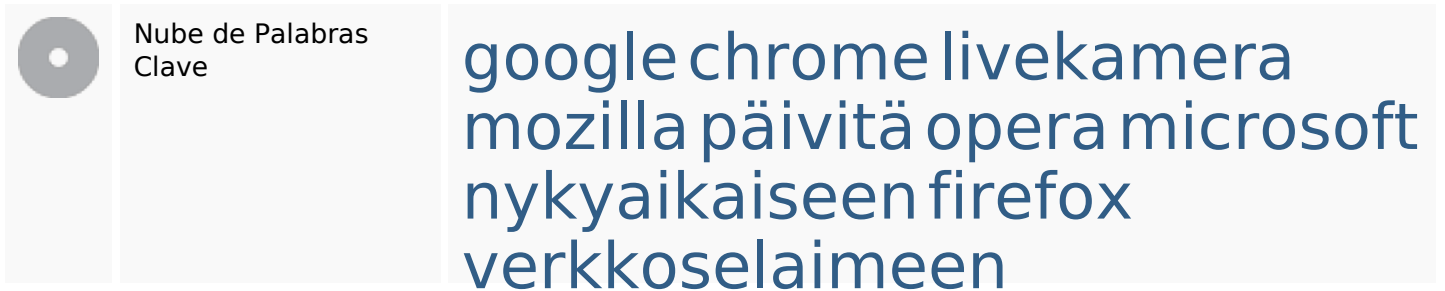 Nube de Palabras
Clave
google chrome livekamera
mozilla päivitä opera microsoft
nykyaikaiseen firefox
verkkoselaimeen